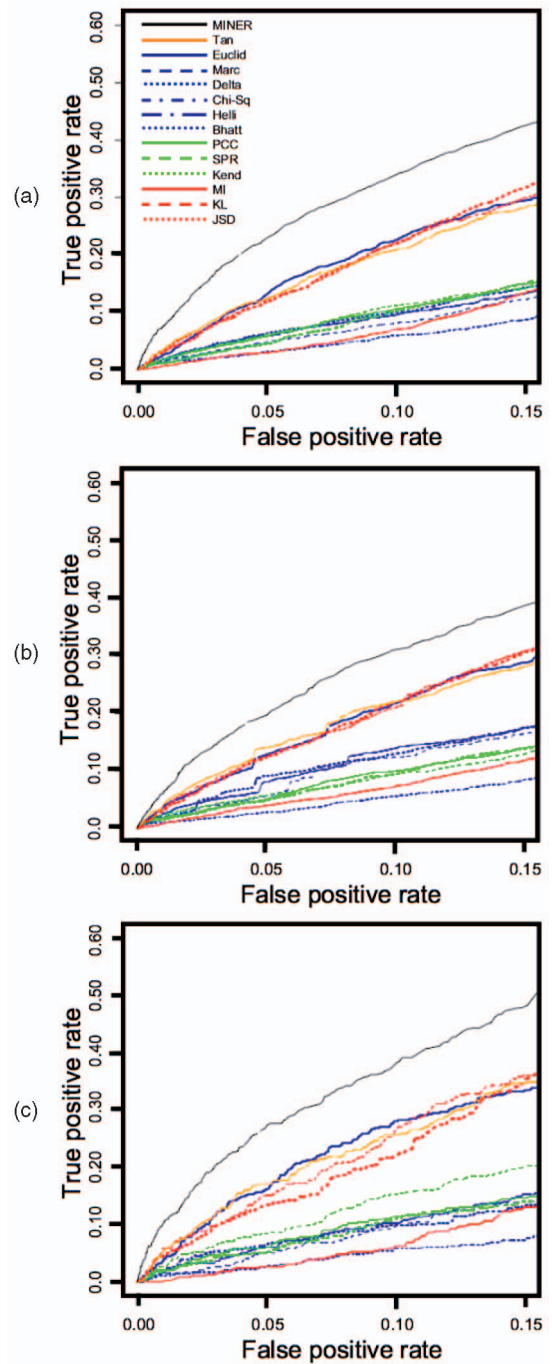 (a)
True positive rate
0.60
0.50
0.40
0.30
0.20
0.10
0.0
MINER
Tan
Euclid
Marc
Delta
Chi-Sq
Helli
Bhatt
PCC
SPR
Kend
MI
KL
JSD
0.00 0.05 0.10 0.15
False positive rate
(b)
True positive rate
0.60
0.50
0.40
0.30
0.20
0.10
0.0
0.00 0.05 0.10 0.15
False positive rate
(c)
True positive rate
0.60
0.50
0.40
0.30
0.20
0.10
0.0
0.00 0.05 0.10 0.15
False positive rate